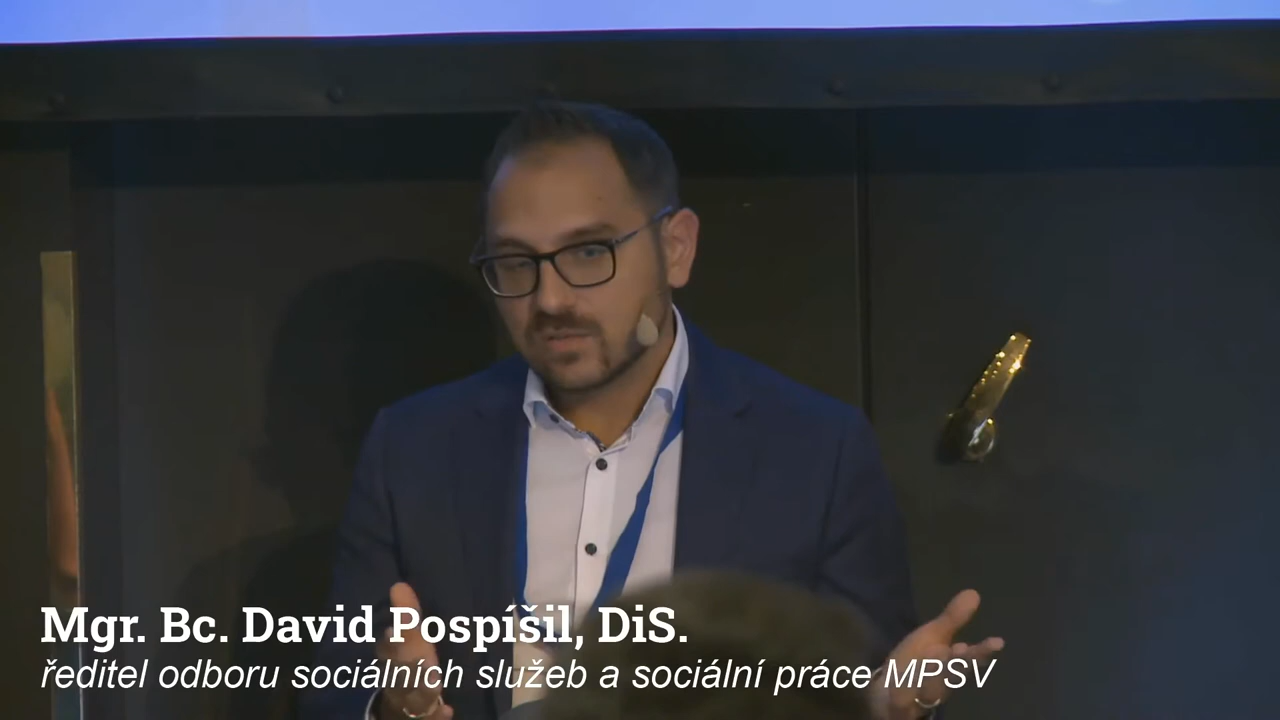 Mgr. Bc. David Pospíšil, DiS.
ředitel odboru sociálních služeb a sociální práce MPSV